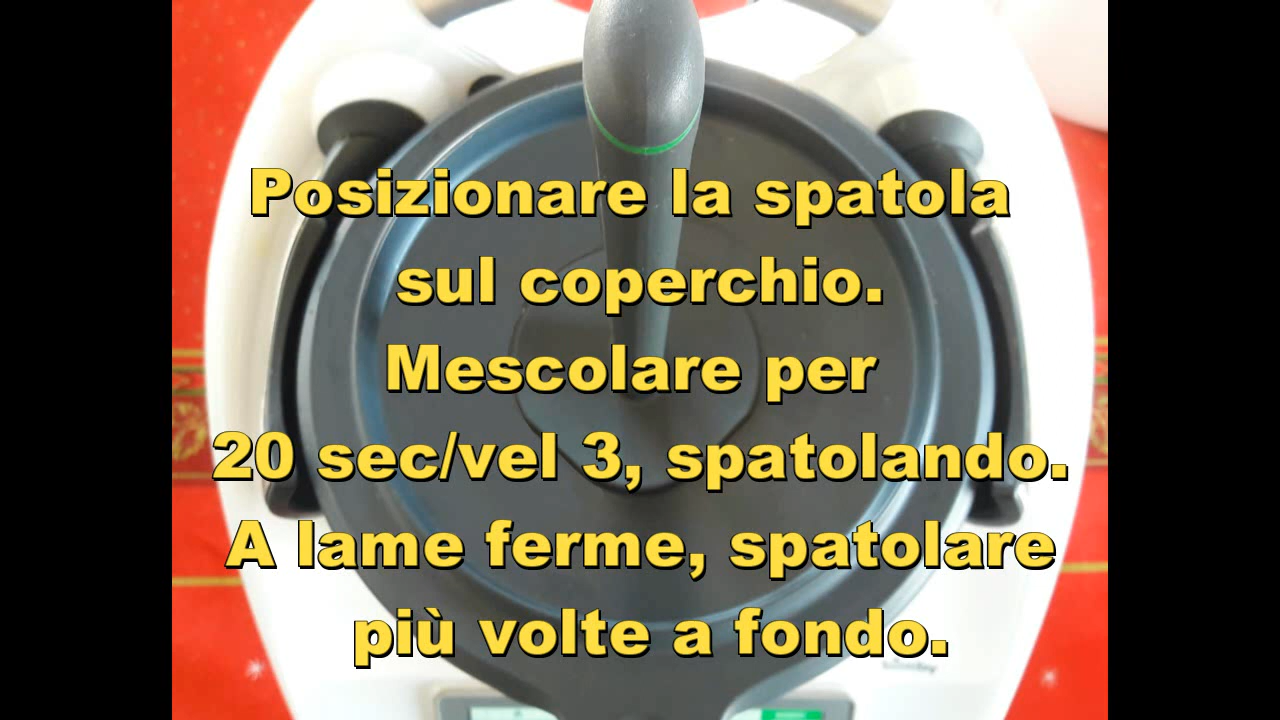 Posizionare la spatola
sul coperchio.
Mescolare per
20 sec/vel 3, spatolando.
A lame ferme, spatolare
più volte a fondo.